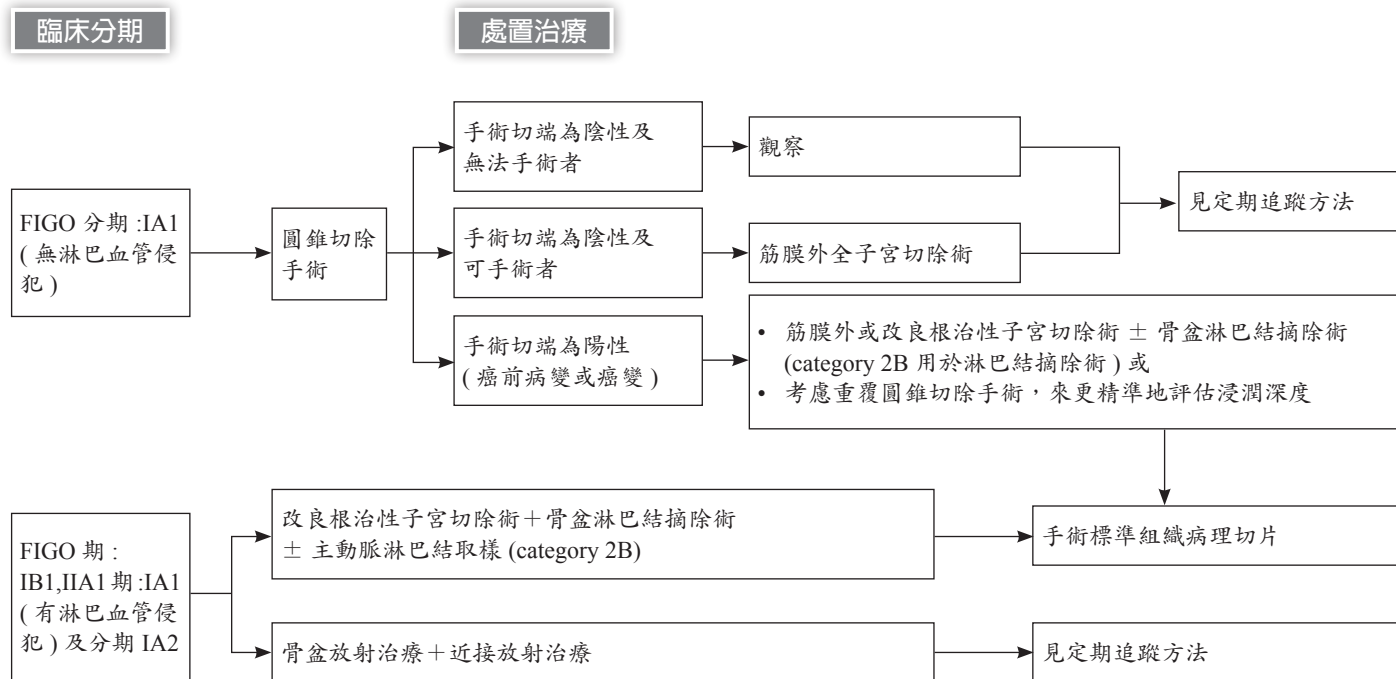 臨床分期
處置治療
手術切端為陰性及
無法手術者
觀察
見定期追蹤方法
FIGO 分期 :IA1
( 無淋巴血管侵
犯 )
圓錐切除
手術
手術切端為陰性及
可手術者
筋膜外全子宮切除術
手術切端為陽性
( 癌前病變或癌變 )
• 筋膜外或改良根治性子宮切除術 ± 骨盆淋巴結摘除術
(category 2B 用於淋巴結摘除術 ) 或
• 考慮重覆圓錐切除手術，來更精準地評估浸潤深度
FIGO 期 :
IB1,IIA1 期 :IA1
( 有淋巴血管侵
犯 ) 及分期 IA2
改良根治性子宮切除術＋骨盆淋巴結摘除術
± 主動脈淋巴結取樣 (category 2B)
手術標準組織病理切片
骨盆放射治療＋近接放射治療
見定期追蹤方法